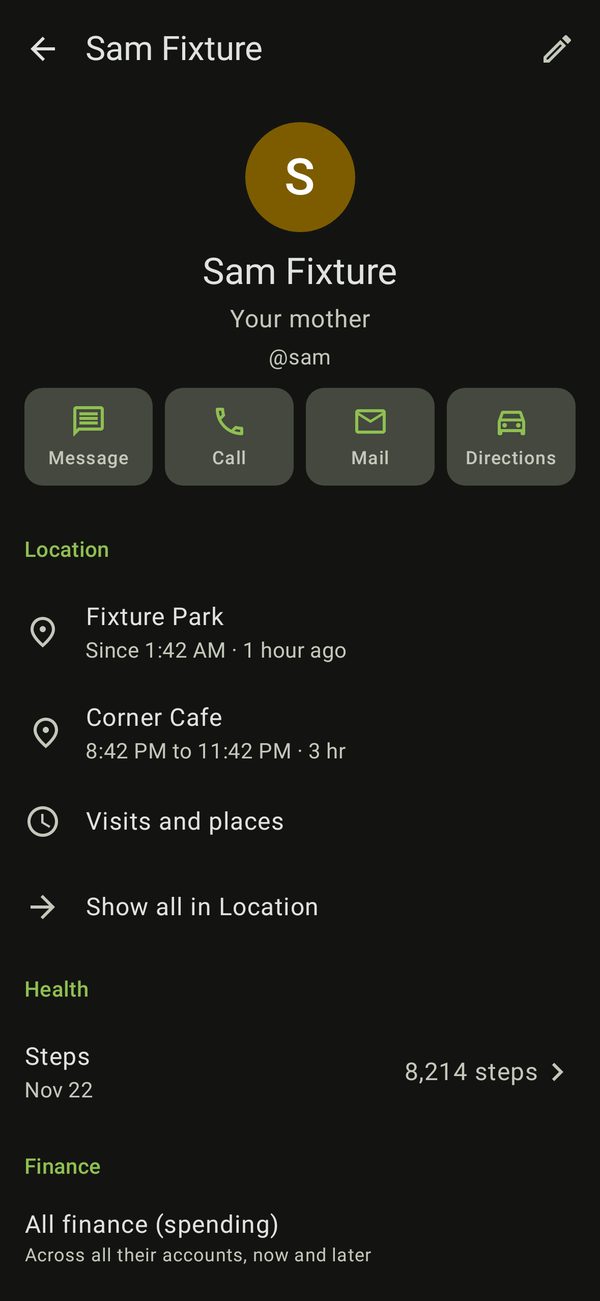 Sam Fixture
S
Sam Fixture
Your mother
@sam
Message
Call
Mail
Directions
Location
Fixture Park
Since 1:42 AM · 1 hour ago
Corner Cafe
8:42 PM to 11:42 PM · 3 hr
Visits and places
Show all in Location
Health
Steps
8,214 steps
Nov 22
Finance
All finance (spending)
Across all their accounts, now and later